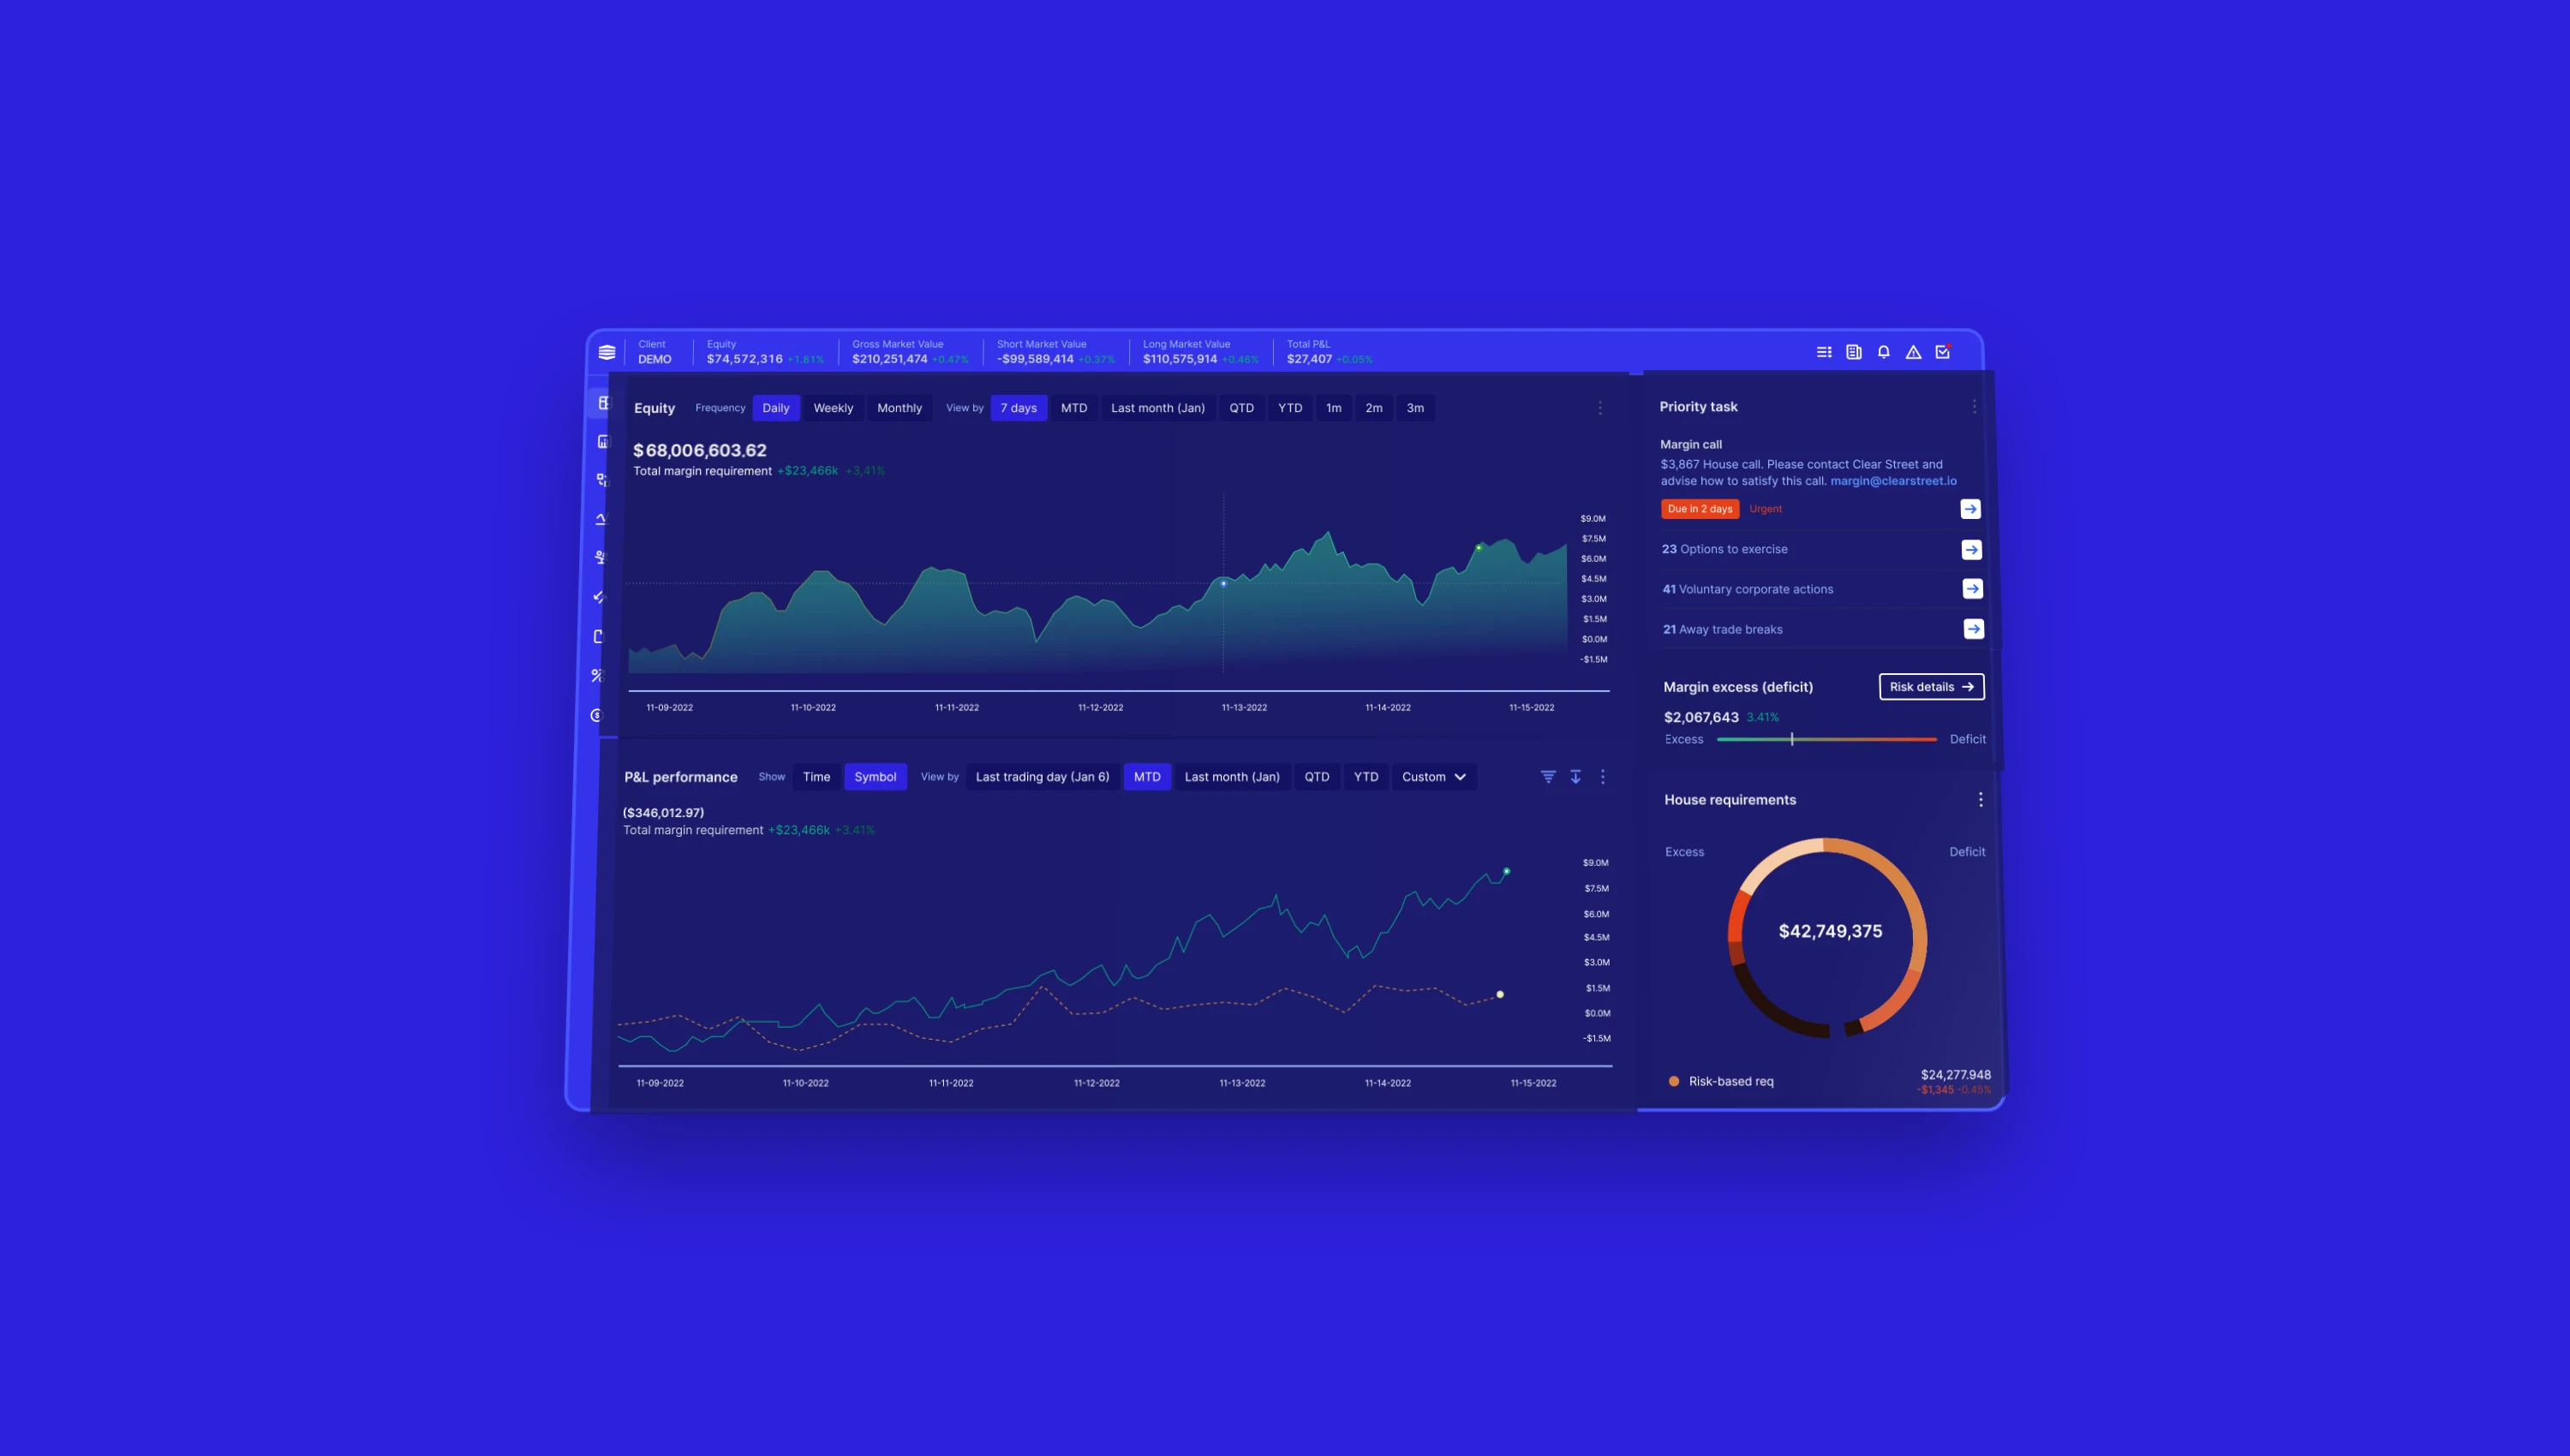 Client
DEMO
Equity
$74,572,316 +1.81%
Gross Market Value
$210,251,474 +0.47%
Short Market Value
-$99,589,414 +0.37%
Long Market Value
$110,575,914 +0.46%
Total P&L
$27,407 +0.05%
Equity Frequency Daily Weekly Monthly View by 7 days MTD Last month (Jan) QTD YTD 1m 2m 3m
$68,006,603.62
Total margin requirement +$23,466k +3,41%
$9.0M
$7.5M
$6.0M
$4.5M
$3.0M
$1.5M
$0.0M
-$1.5M
11-09-2022 11-10-2022 11-11-2022 11-12-2022 11-13-2022 11-14-2022 11-15-2022
P&L performance Show Time Symbol View by Last trading day (Jan 6) MTD Last month (Jan) QTD YTD Custom
($346,012.97)
Total margin requirement +$23,466k +3.41%
$9.0M
$7.5M
$6.0M
$4.5M
$3.0M
$1.5M
$0.0M
-$1.5M
11-09-2022 11-10-2022 11-11-2022 11-12-2022 11-13-2022 11-14-2022 11-15-2022
Priority task
Margin call
$3,867 House call. Please contact Clear Street and
advise how to satisfy this call. margin@clearstreet.io
Due in 2 days Urgent
23 Options to exercise
41 Voluntary corporate actions
21 Away trade breaks
Margin excess (deficit) Risk details
$2,067,643 3.41%
Excess Deficit
House requirements
Excess Deficit
$42,749,375
Risk-based req $24,277.948
-$1,345 -0.45%